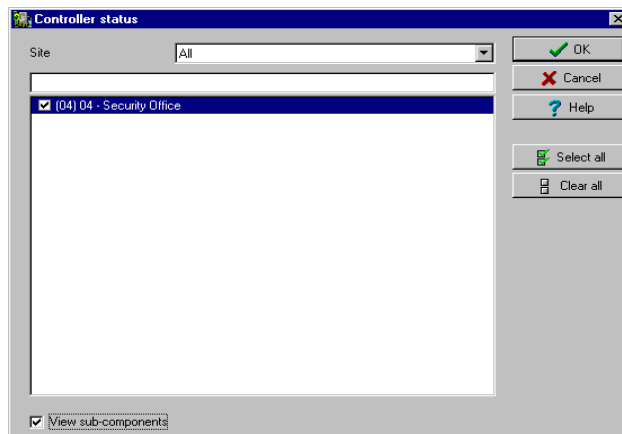 Controller status
Site
All
OK
Cancel
(04) 04 - Security Office
Help
Select all
Clear all
View sub-components